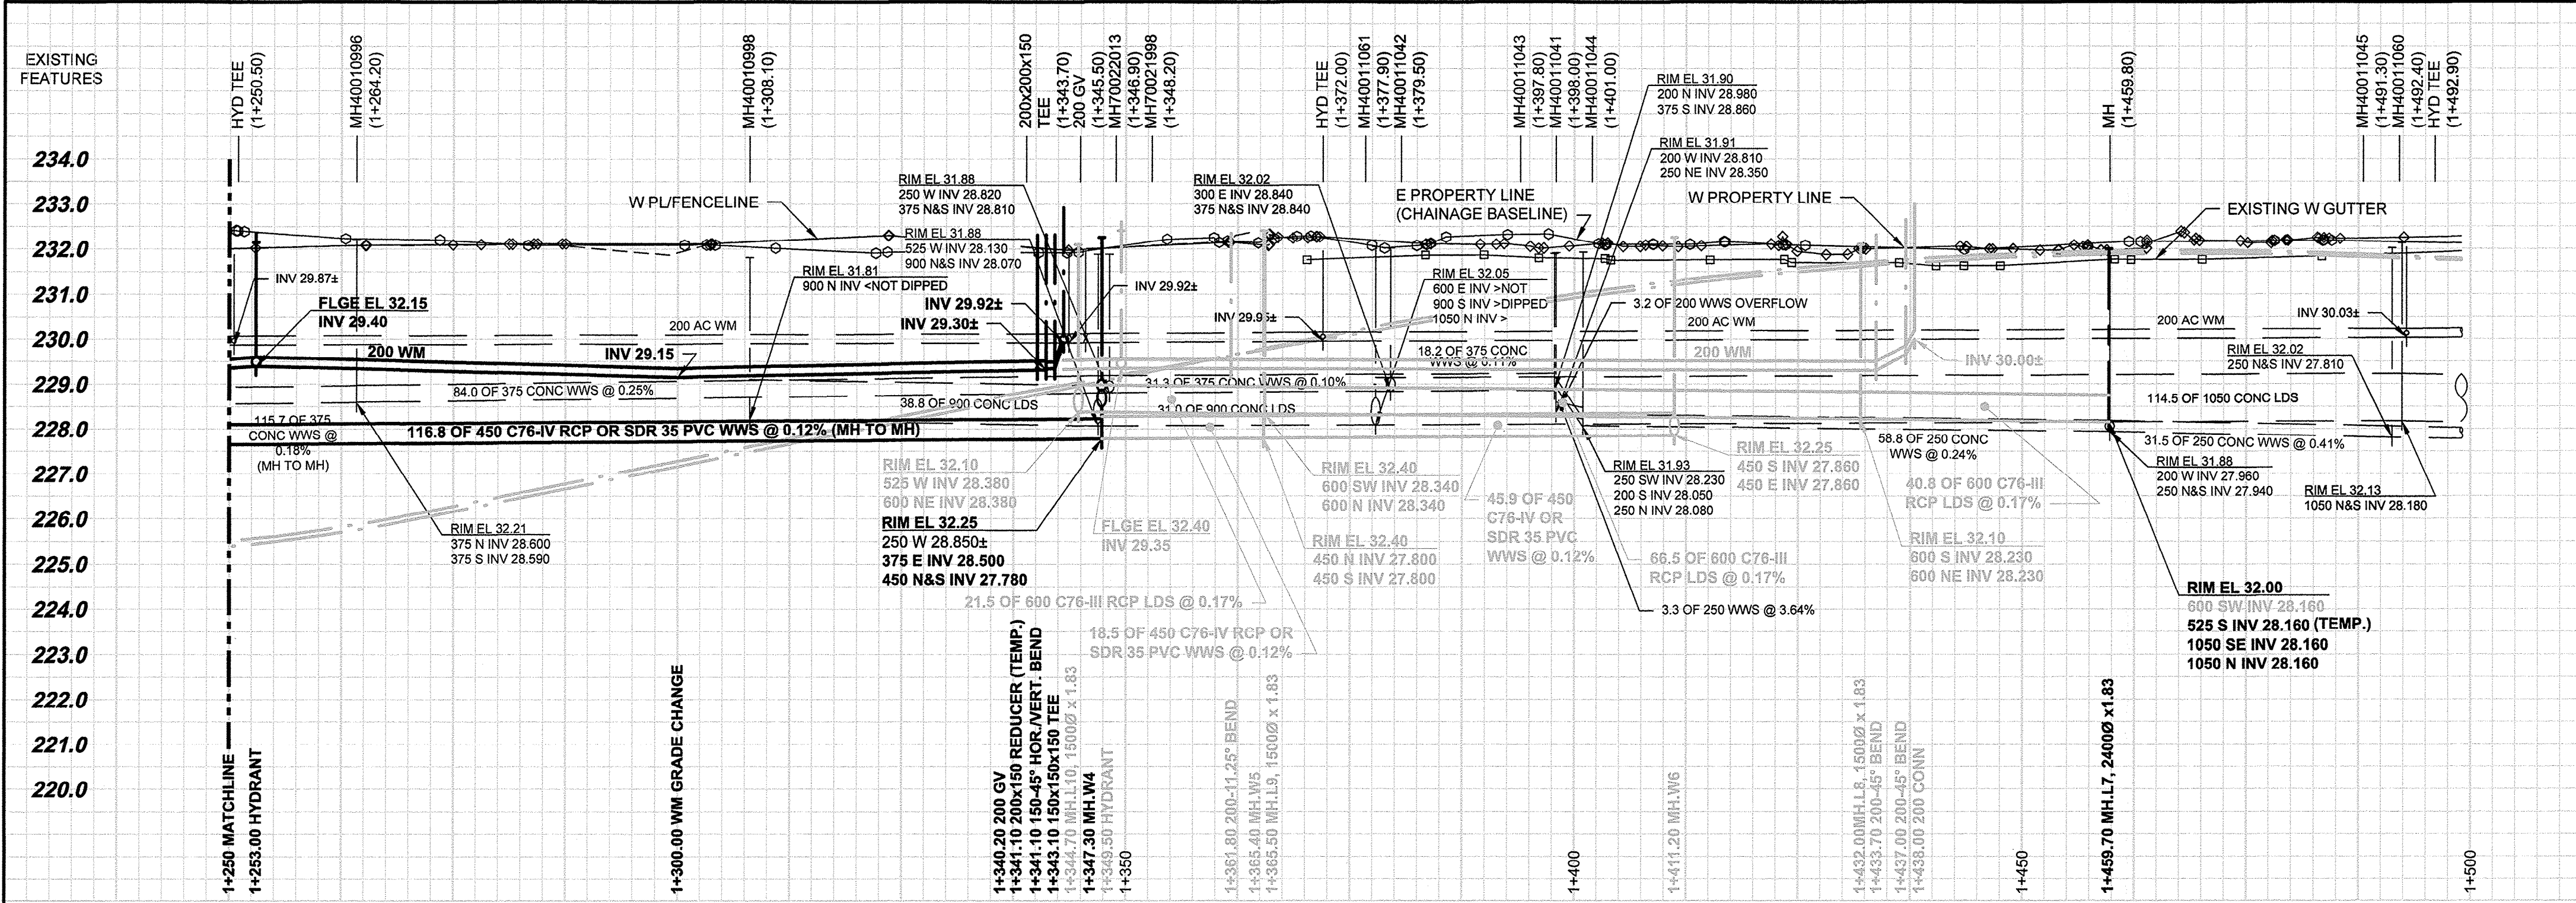 EXISTING
FEATURES
HYD TEE
(1+250.50)
MH40010996
(1+264.20)
MH40010998
(1+308.10)
200x200x150
TEE
(1+343.70)
200 GV
(1+345.50)
MH70022013
(1+346.90)
MH70021998
(1+348.20)
HYD TEE
(1+372.00)
MH40011061
(1+377.90)
MH40011042
(1+379.50)
MH40011043
(1+397.80)
MH40011041
(1+398.00)
MH40011044
(1+401.00)
MH
(1+459.80)
MH40011045
(1+491.30)
MH40011060
(1+492.40)
HYD TEE
(1+492.90)
234.0
233.0
232.0
231.0
230.0
229.0
228.0
227.0
226.0
225.0
224.0
223.0
222.0
221.0
220.0
RIM EL 31.90
200 N INV 28.980
375 S INV 28.860
RIM EL 31.91
200 W INV 28.810
250 NE INV 28.350
W PL/FENCELINE
RIM EL 31.88
250 W INV 28.820
375 N&S INV 28.810
RIM EL 31.88
525 W INV 28.130
900 N&S INV 28.070
RIM EL 32.02
300 E INV 28.840
375 N&S INV 28.840
E PROPERTY LINE
(CHAINAGE BASELINE)
W PROPERTY LINE
EXISTING W GUTTER
INV 29.87±
FLGE EL 32.15
INV 29.40
RIM EL 31.81
900 N INV <NOT DIPPED
INV 29.92±
INV 29.30±
INV 29.92±
INV 29.95±
RIM EL 32.05
600 E INV >NOT
900 S INV >DIPPED
1050 N INV >
3.2 OF 200 WWS OVERFLOW
200 AC WM
200 AC WM
200 AC WM
INV 30.03±
200 WM
INV 29.15
18.2 OF 375 CONC
WWS @ 0.11%
200 WM
INV 30.00±
RIM EL 32.02
250 N&S INV 27.810
84.0 OF 375 CONC WWS @ 0.25%
31.3 OF 375 CONC WWS @ 0.10%
38.8 OF 900 CONC LDS
31.0 OF 900 CONC LDS
114.5 OF 1050 CONC LDS
115.7 OF 375
CONC WWS @
0.18%
(MH TO MH)
116.8 OF 450 C76-IV RCP OR SDR 35 PVC WWS @ 0.12% (MH TO MH)
58.8 OF 250 CONC
WWS @ 0.24%
31.5 OF 250 CONC WWS @ 0.41%
RIM EL 32.10
525 W INV 28.380
600 NE INV 28.380
RIM EL 32.40
600 SW INV 28.340
600 N INV 28.340
RIM EL 31.93
250 SW INV 28.230
200 S INV 28.050
250 N INV 28.080
RIM EL 32.25
450 S INV 27.860
450 E INV 27.860
RIM EL 31.88
200 W INV 27.960
250 N&S INV 27.940
RIM EL 32.13
1050 N&S INV 28.180
40.8 OF 600 C76-III
RCP LDS @ 0.17%
RIM EL 32.21
375 N INV 28.600
375 S INV 28.590
RIM EL 32.25
250 W 28.850±
375 E INV 28.500
450 N&S INV 27.780
FLGE EL 32.40
INV 29.35
RIM EL 32.40
450 N INV 27.800
450 S INV 27.800
45.9 OF 450
C76-IV OR
SDR 35 PVC
WWS @ 0.12%
66.5 OF 600 C76-III
RCP LDS @ 0.17%
RIM EL 32.10
600 S INV 28.230
600 NE INV 28.230
21.5 OF 600 C76-III RCP LDS @ 0.17%
3.3 OF 250 WWS @ 3.64%
18.5 OF 450 C76-IV RCP OR
SDR 35 PVC WWS @ 0.12%
RIM EL 32.00
600 SW INV 28.160
525 S INV 28.160 (TEMP.)
1050 SE INV 28.160
1050 N INV 28.160
1+250 MATCHLINE
1+253.00 HYDRANT
1+300.00 WM GRADE CHANGE
1+340.20 200 GV
1+341.10 200x150 REDUCER (TEMP.)
1+341.10 150-45° HOR./VERT. BEND
1+343.10 150x150x150 TEE
1+344.70 MH.L10, 1500Ø x 1.83
1+347.30 MH.W4
1+349.50 HYDRANT
1+350
1+361.80 200-11.25° BEND
1+365.40 MH.W5
1+365.50 MH.L9, 1500Ø x 1.83
1+400
1+411.20 MH.W6
1+432.00MH.L8, 1500Ø x 1.83
1+433.70 200-45° BEND
1+437.00 200-45° BEND
1+438.00 200 CONN
1+450
1+459.70 MH.L7, 2400Ø x1.83
1+500